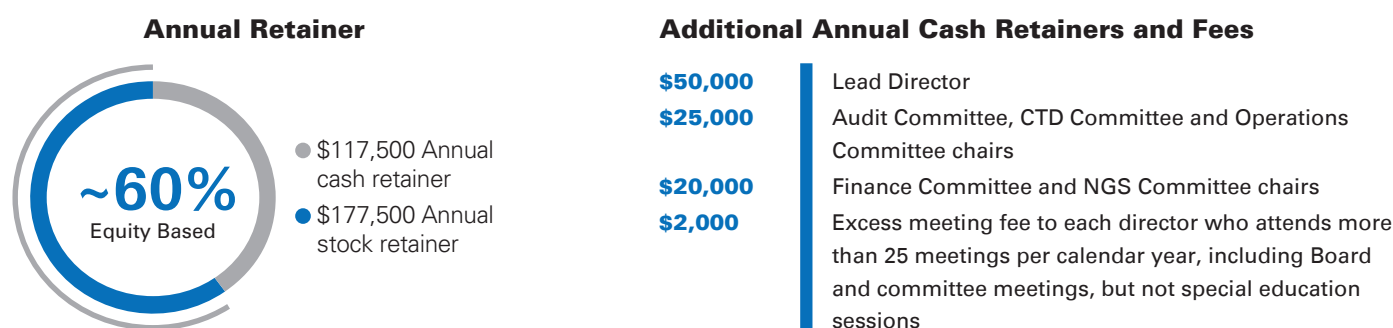 Annual Retainer
~60%
Equity Based
$117,500 Annual
cash retainer
$177,500 Annual
stock retainer
Additional Annual Cash Retainers and Fees
$50,000 Lead Director
$25,000 Audit Committee, CTD Committee and Operations
Committee chairs
$20,000 Finance Committee and NGS Committee chairs
$2,000 Excess meeting fee to each director who attends more
than 25 meetings per calendar year, including Board
and committee meetings, but not special education
sessions